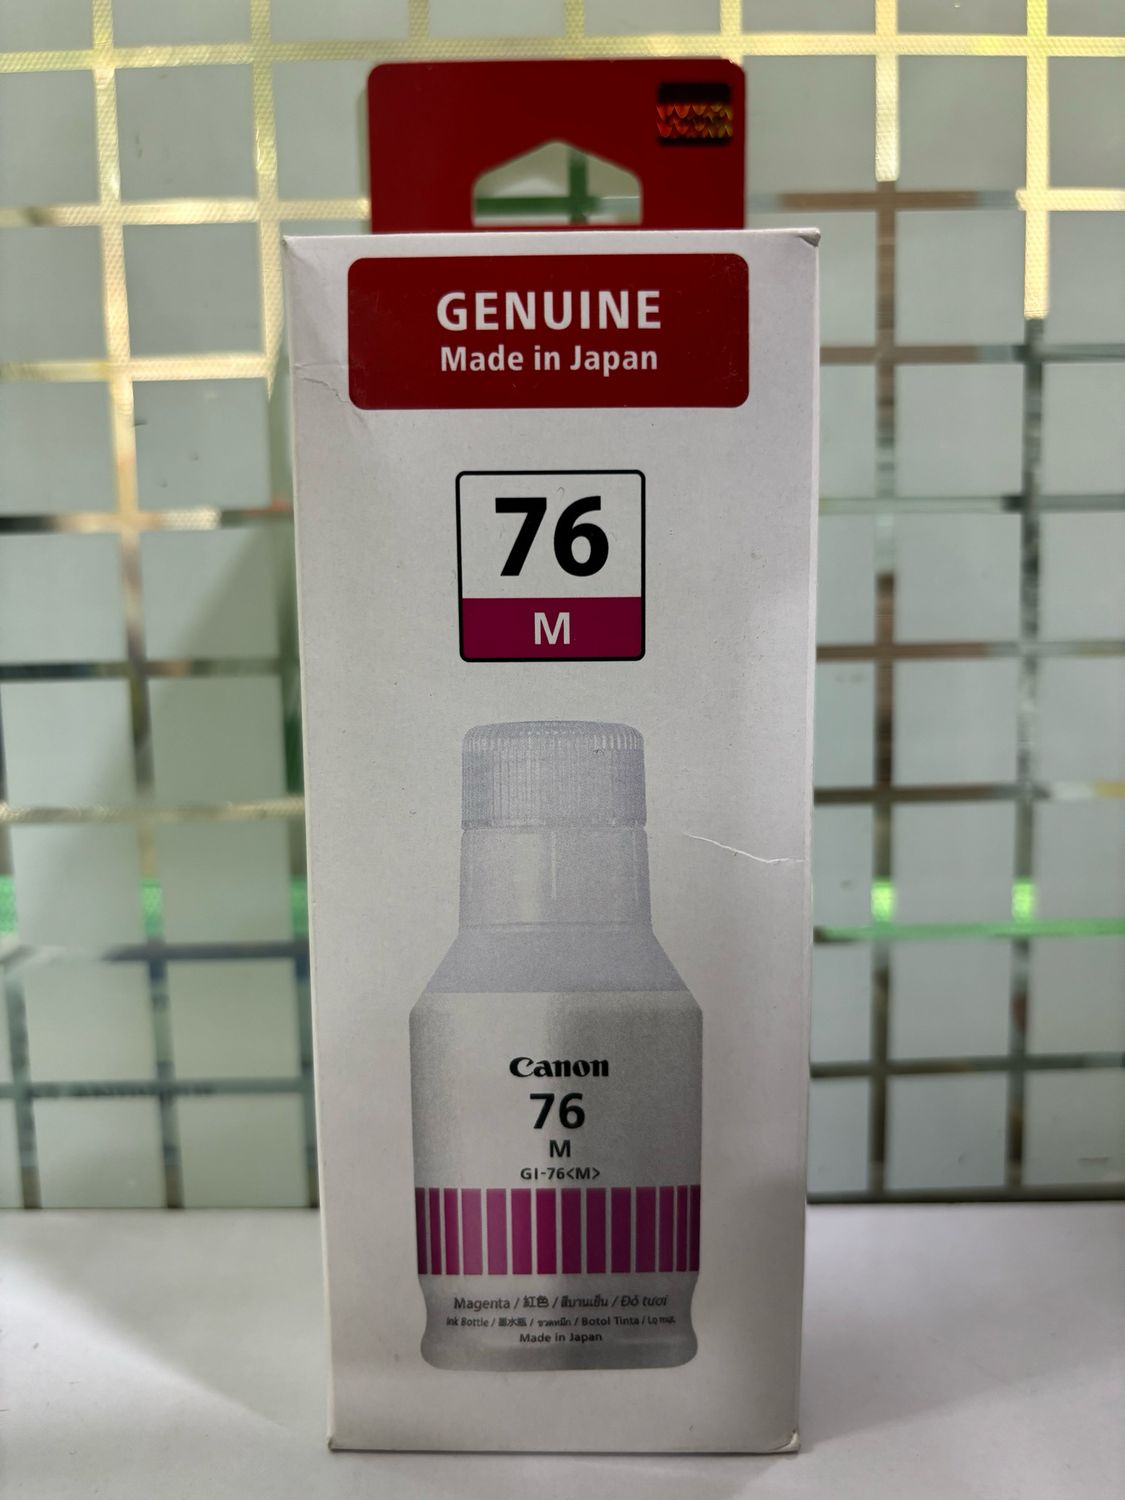 GENUINE
Made in Japan
76
M
Canon
76
M
GI-76<M>
Magenta / 紅色 / สีบานเย็น / Đỏ tươi
Ink Bottle / 墨水瓶 / ขวดหมึก / Botol Tinta / Lọ mực
Made in Japan